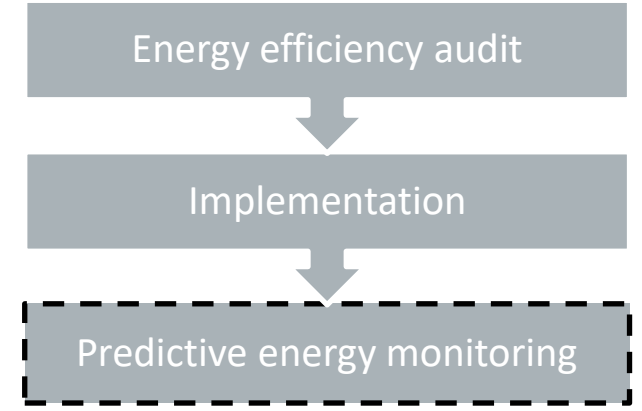 Energy efficiency audit
Implementation
Predictive energy monitoring